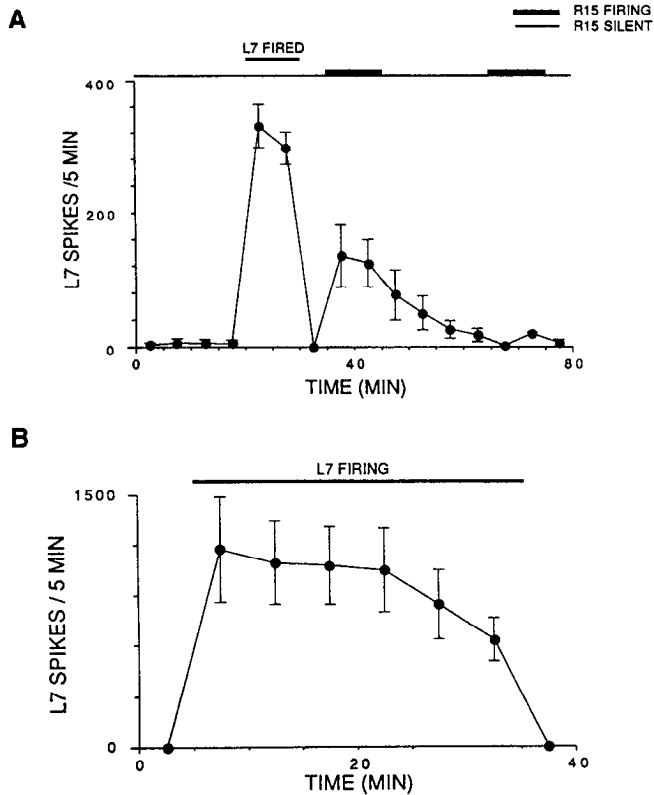 A
R15 FIRING
R15 SILENT
L7 FIRED
400
200
0
L7 SPIKES /5 MIN
0
40
80
TIME (MIN)
B
L7 FIRING
1500
0
L7 SPIKES / 5 MIN
0
20
40
TIME (MIN)